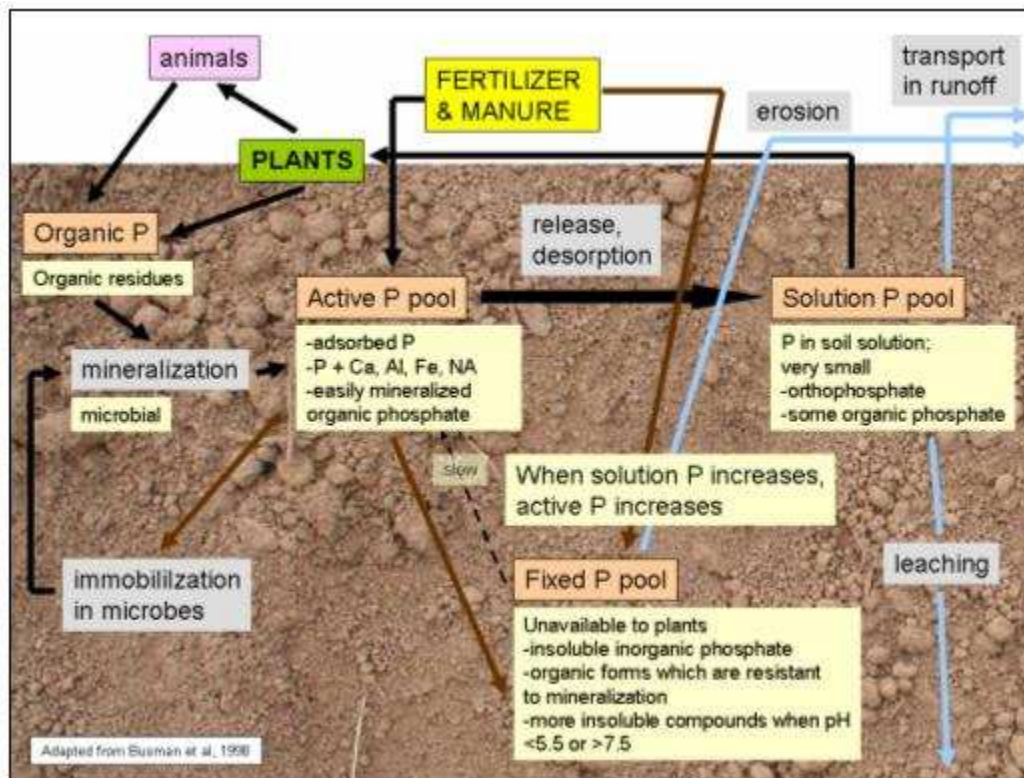 animals
FERTILIZER
& MANURE
transport
in runoff
erosion
PLANTS
Organic P
Organic residues
release,
desorption
Active P pool
Solution P pool
-adsorbed P
-P + Ca, Al, Fe, NA
-easily mineralized
organic phosphate
P in soil solution;
very small
-orthophosphate
-some organic phosphate
mineralization
microbial
slow
When solution P increases,
active P increases
immobililzation
in microbes
Fixed P pool
leaching
Unavailable to plants
-insoluble inorganic phosphate
-organic forms which are resistant
to mineralization
-more insoluble compounds when pH
<5.5 or >7.5
Adapted from Busman et al, 1998